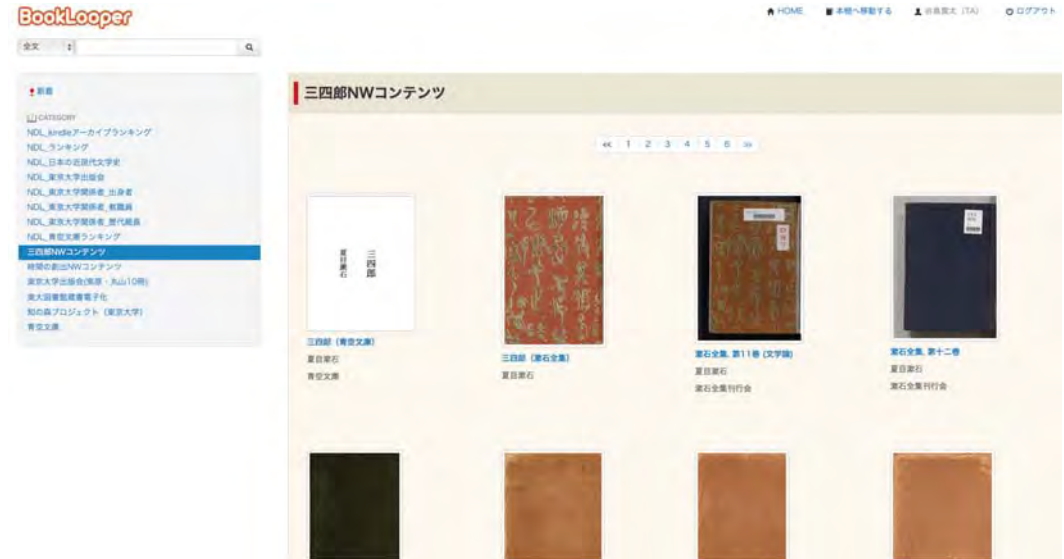 BookLooper
HOME 本棚へ移動する (TA) ログアウト
全文
新着
CATEGORY
NDL_kindleアーカイブランキング
NDL_ランキング
NDL_日本の近現代文学史
NDL_東京大学出版会
NDL_東京大学関係者_出身者
NDL_東京大学関係者_教職員
NDL_東京大学関係者_歴代総長
NDL_青空文庫ランキング
三四郎NWコンテンツ
時間の創出NWコンテンツ
東京大学出版会(南原・丸山10冊)
東大図書館蔵書電子化
知の森プロジェクト（東京大学）
青空文庫
三四郎NWコンテンツ
«« 1 2 3 4 5 6 »»
三四郎
夏目漱石
三四郎（青空文庫）
夏目漱石
青空文庫
三四郎（漱石全集）
夏目漱石
漱石全集, 第11巻 (文学論)
夏目漱石
漱石全集刊行会
漱石全集, 第十二巻
夏目漱石
漱石全集刊行会